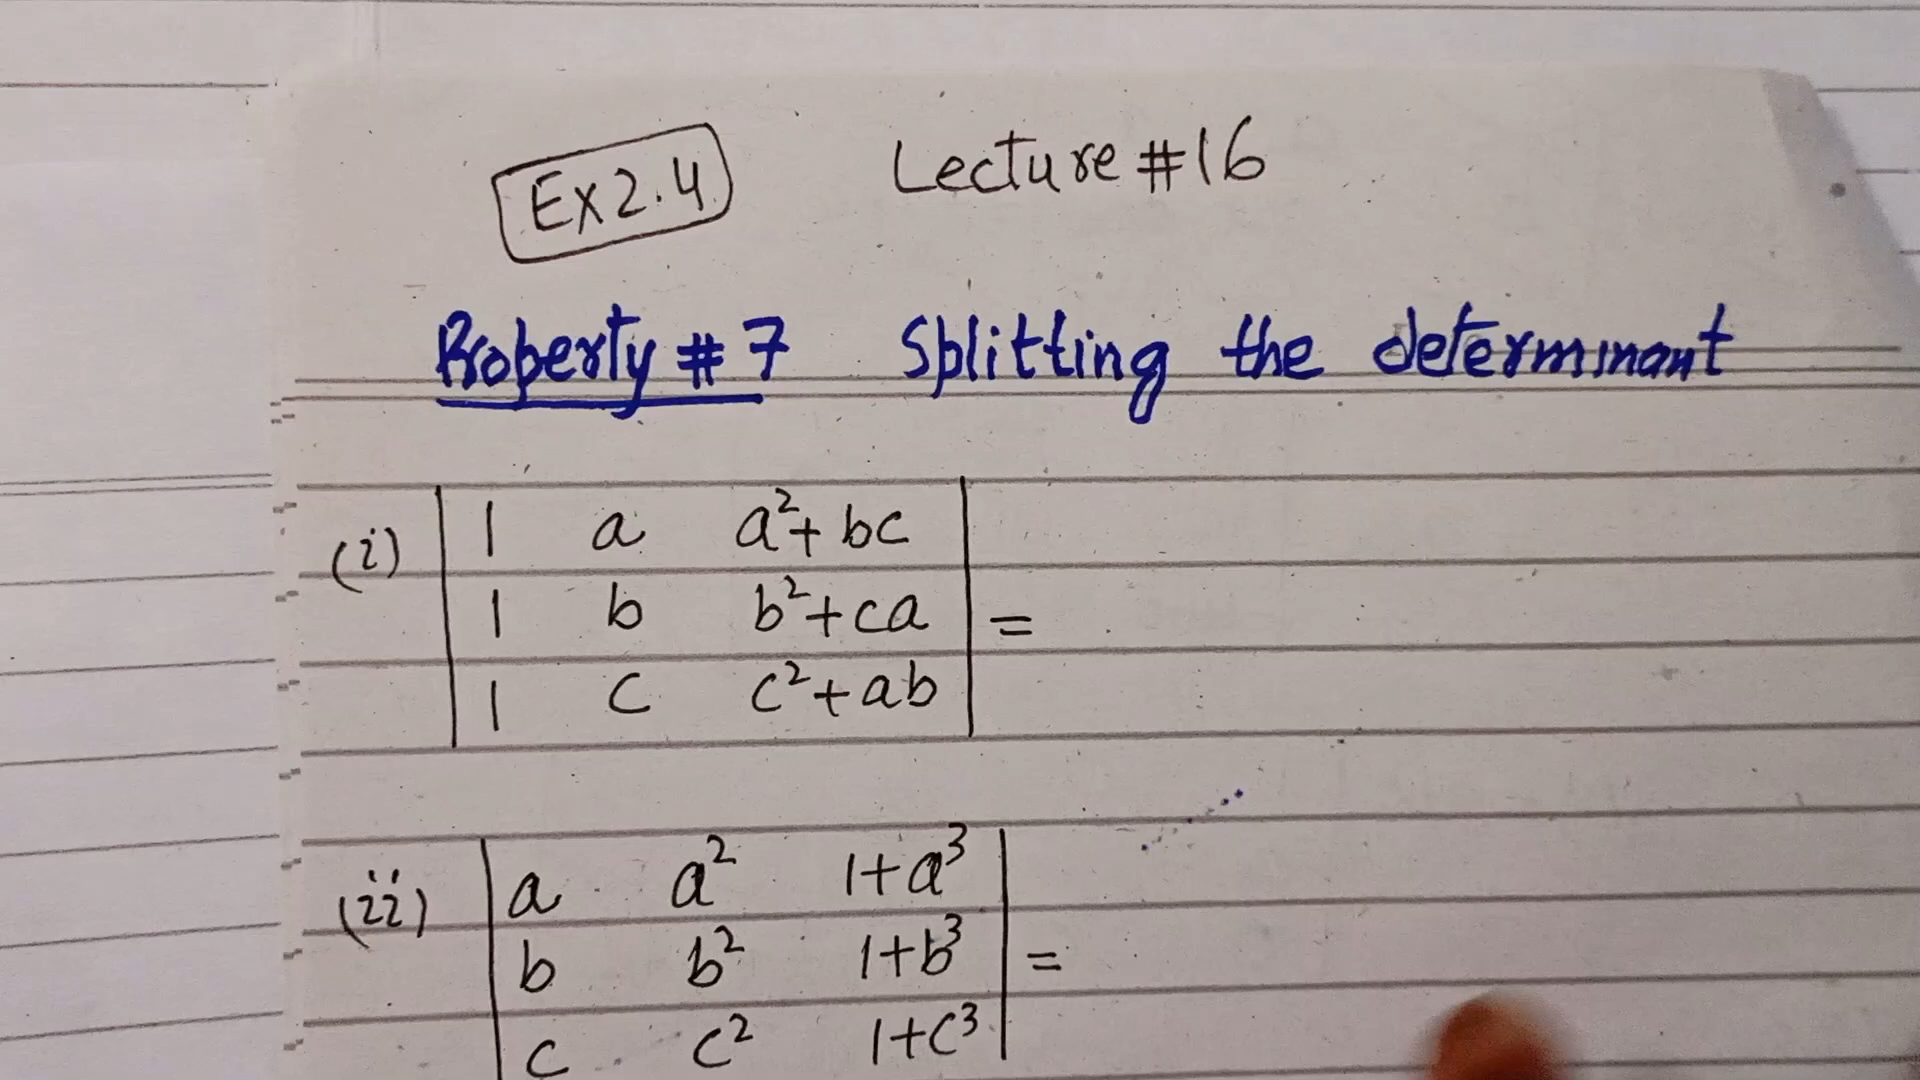 Ex 2.4 Lecture #16
Property #7 Splitting the determinant
(i) | 1 a a²+bc |
| 1 b b²+ca | =
| 1 c c²+ab |
(ii) | a a² 1+a³ |
| b b² 1+b³ | =
| c c² 1+c³ |